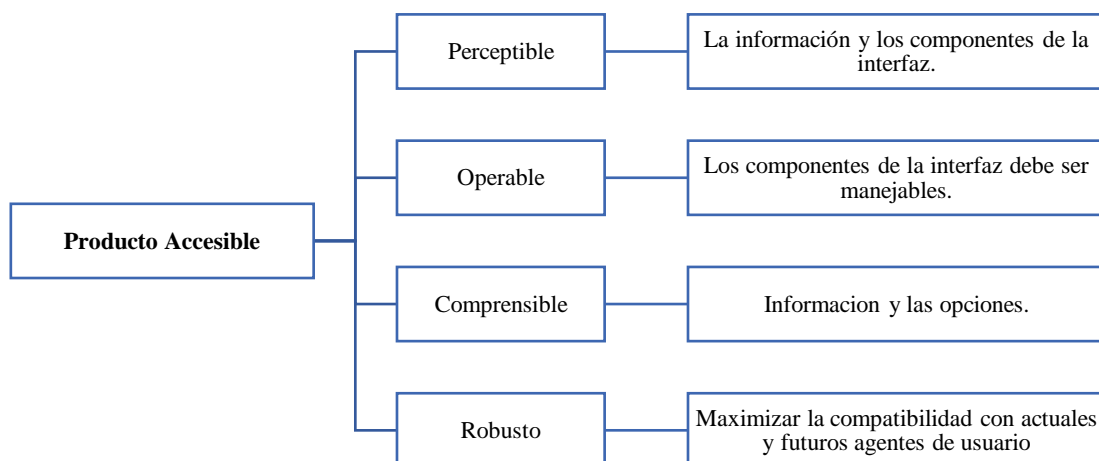 Producto Accesible
Perceptible
La información y los componentes de la
interfaz.
Operable
Los componentes de la interfaz debe ser
manejables.
Comprensible
Informacion y las opciones.
Robusto
Maximizar la compatibilidad con actuales
y futuros agentes de usuario